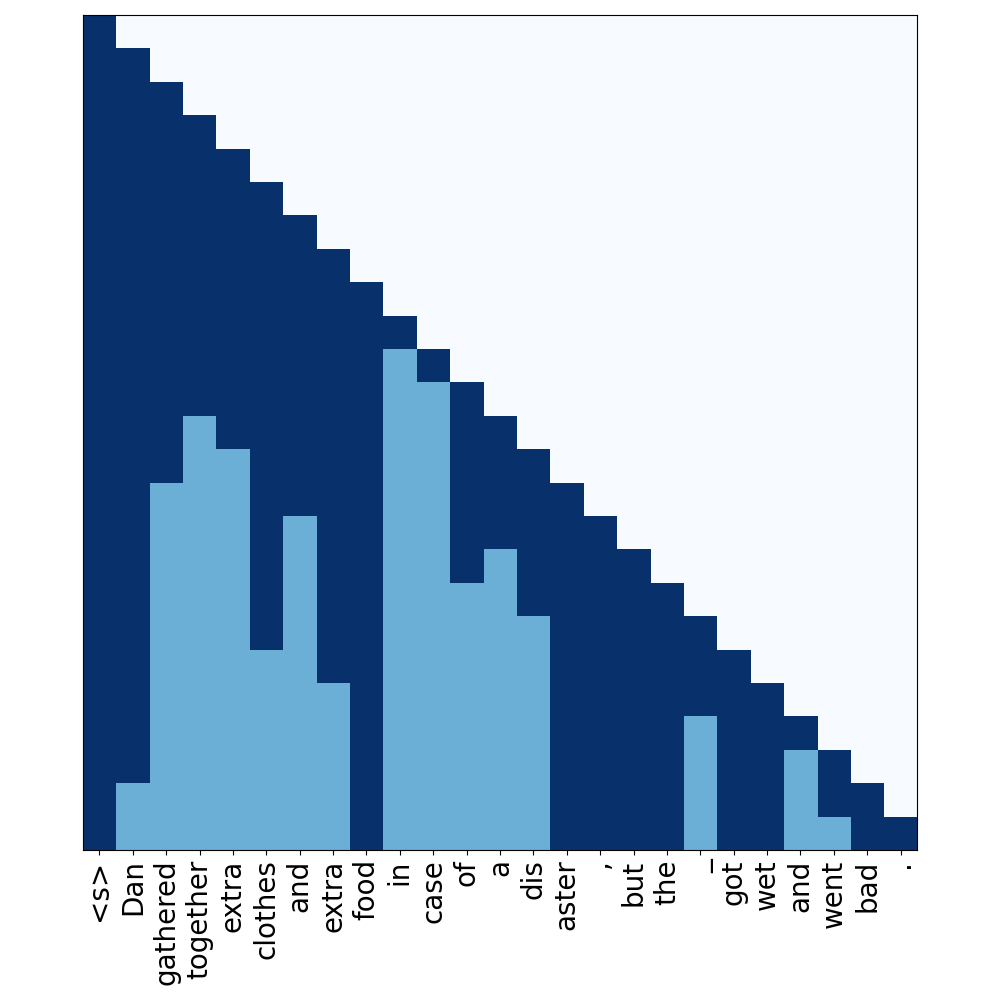 <s> Dan gathered together extra clothes and extra food in case of a dis aster , but the _ got wet and went bad .